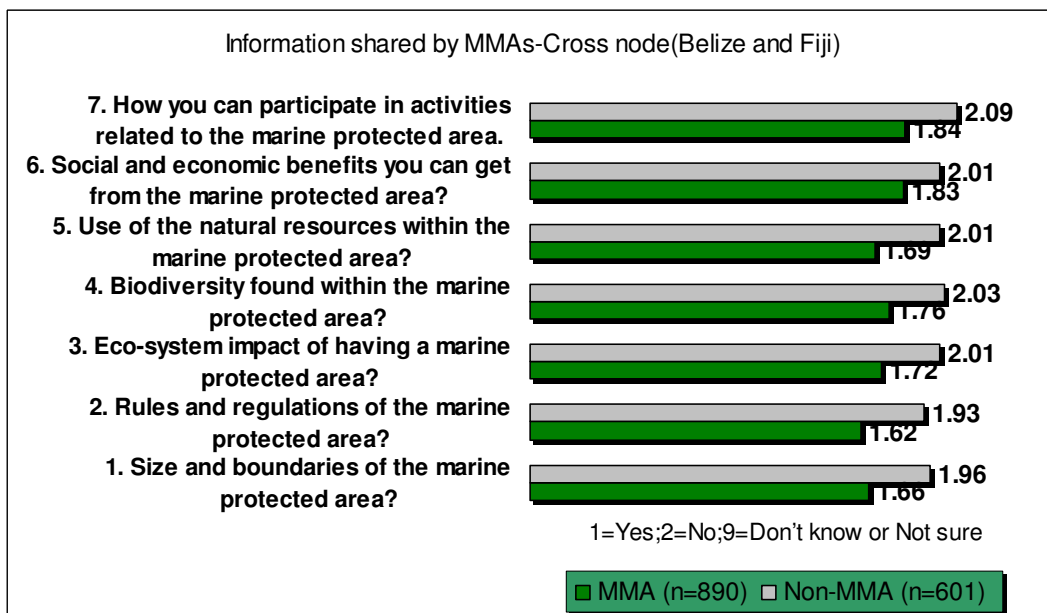 Information shared by MMAs-Cross node(Belize and Fiji)
7. How you can participate in activities
related to the marine protected area.
2.09
1.84
6. Social and economic benefits you can get
from the marine protected area?
2.01
1.83
5. Use of the natural resources within the
marine protected area?
2.01
1.69
4. Biodiversity found within the marine
protected area?
2.03
1.76
3. Eco-system impact of having a marine
protected area?
2.01
1.72
2. Rules and regulations of the marine
protected area?
1.93
1.62
1. Size and boundaries of the marine
protected area?
1.96
1.66
1=Yes;2=No;9=Don't know or Not sure
MMA (n=890) Non-MMA (n=601)